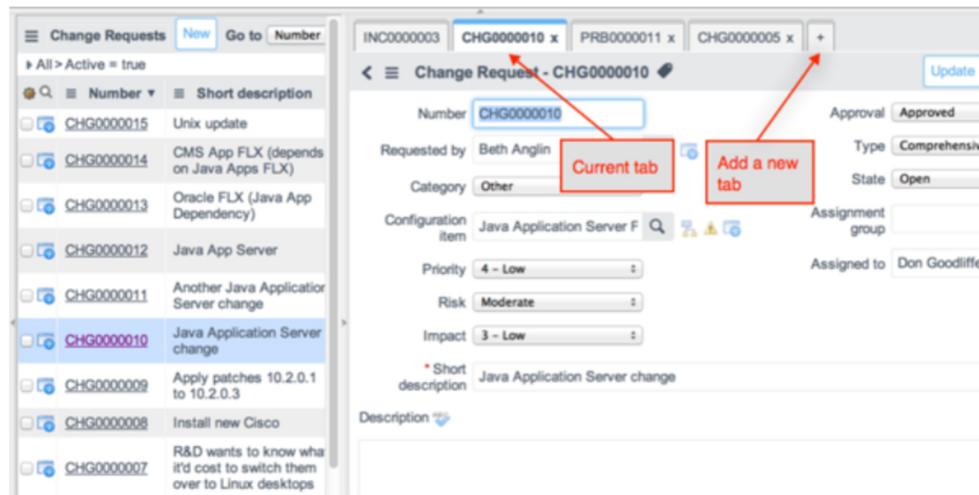 Change Requests New Go to Number
All > Active = true
Number Short description
CHG0000015 Unix update
CHG0000014 CMS App FLX (depends
on Java Apps FLX)
CHG0000013 Oracle FLX (Java App
Dependency)
CHG0000012 Java App Server
CHG0000011 Another Java Application
Server change
CHG0000010 Java Application Server
change
CHG0000009 Apply patches 10.2.0.1
to 10.2.0.3
CHG0000008 Install new Cisco
R&D wants to know wha
CHG0000007 it'd cost to switch them
over to Linux desktops
INC0000003 CHG0000010 x PRB0000011 x CHG0000005 x +
Change Request - CHG0000010 Update
Number CHG0000010
Requested by Beth Anglin
Category Other
Configuration
item Java Application Server F
Priority 4 - Low
Risk Moderate
Impact 3 - Low
* Short
description Java Application Server change
Description
Approval Approved
Type Comprehensiv
State Open
Assignment
group
Assigned to Don Goodliffe
Current tab
Add a new
tab